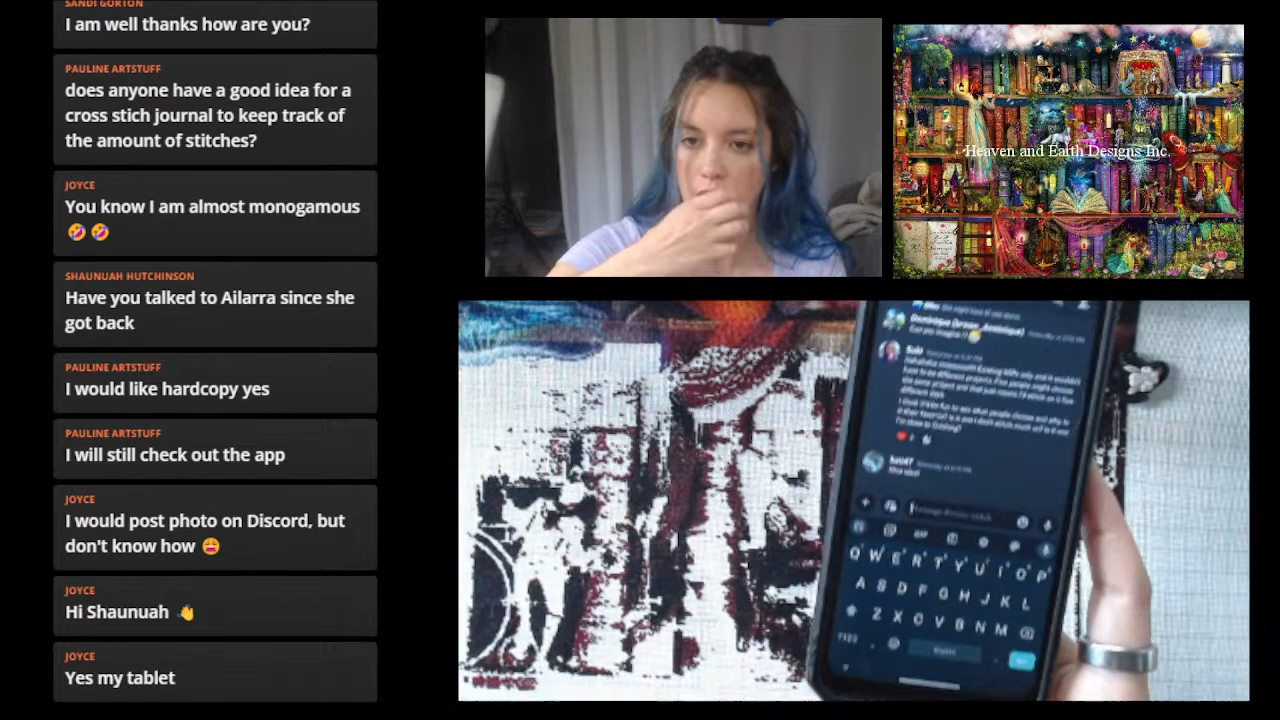 SANDI GORTON
I am well thanks how are you?
PAULINE ARTSTUFF
does anyone have a good idea for a
cross stich journal to keep track of
the amount of stitches?
JOYCE
You know I am almost monogamous
🤣 🤣
SHAUNUAH HUTCHINSON
Have you talked to Ailarra since she
got back
PAULINE ARTSTUFF
I would like hardcopy yes
PAULINE ARTSTUFF
I will still check out the app
JOYCE
I would post photo on Discord, but
don't know how 😩
JOYCE
Hi Shaunuah 👋
JOYCE
Yes my tablet
Heaven and Earth Designs Inc.
Q W E R T Y U I O P
A S D F G H J K L
Z X C V B N M